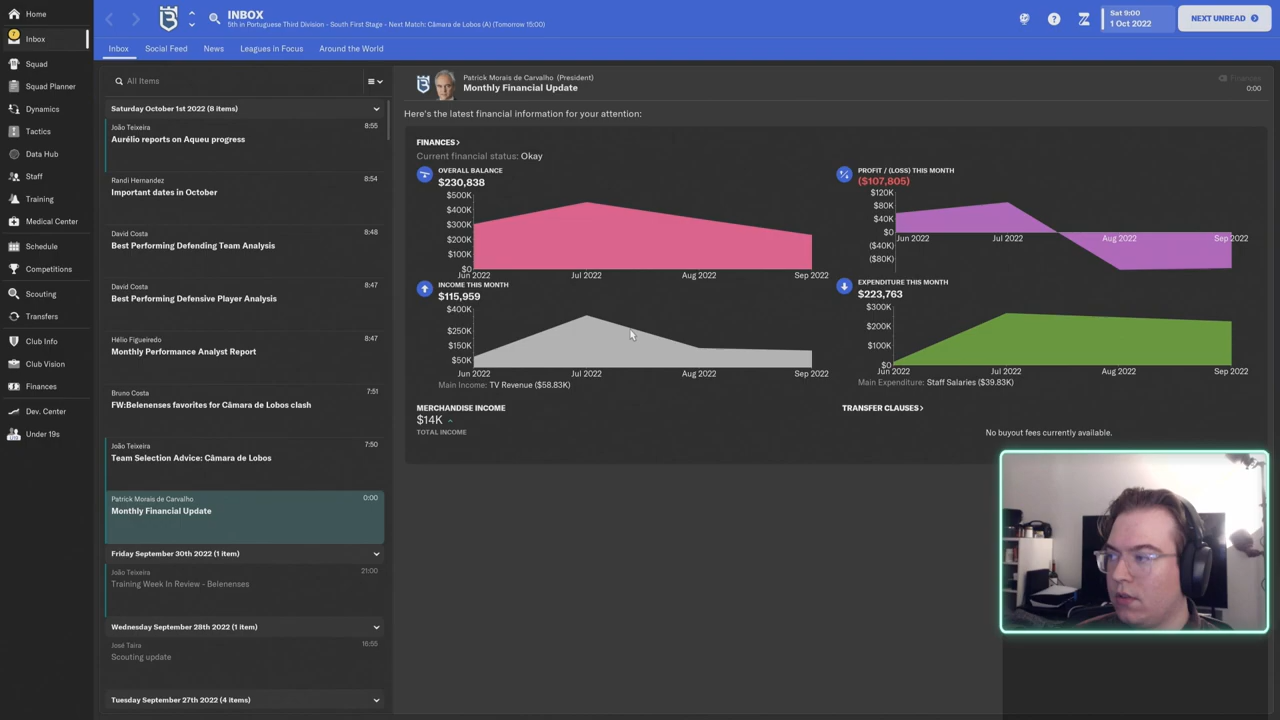 Home
Inbox
Squad
Squad Planner
Dynamics
Tactics
Data Hub
Staff
Training
Medical Center
Schedule
Competitions
Scouting
Transfers
Club Info
Club Vision
Finances
Dev. Center
Under 19s
INBOX
5th in Portuguese Third Division - South First Stage - Next Match: Câmara de Lobos (A) (Tomorrow 15:00)
Sat 9:00
1 Oct 2022
NEXT UNREAD
Inbox Social Feed News Leagues in Focus Around the World
All Items
Saturday October 1st 2022 (8 items)
João Teixeira 8:55
Aurélio reports on Aqueu progress
Randi Hernandez 8:54
Important dates in October
David Costa 8:48
Best Performing Defending Team Analysis
David Costa 8:47
Best Performing Defensive Player Analysis
Hélio Figueiredo 8:47
Monthly Performance Analyst Report
Bruno Costa 7:51
FW:Belenenses favorites for Câmara de Lobos clash
João Teixeira 7:50
Team Selection Advice: Câmara de Lobos
Patrick Morais de Carvalho 0:00
Monthly Financial Update
Friday September 30th 2022 (1 item)
João Teixeira 21:00
Training Week In Review - Belenenses
Wednesday September 28th 2022 (1 item)
José Taira 16:55
Scouting update
Tuesday September 27th 2022 (4 items)
Patrick Morais de Carvalho (President)
Monthly Financial Update
Financier
0:00
Here's the latest financial information for your attention:
FINANCES>
Current financial status: Okay
OVERALL BALANCE
$230,838
$500K
$400K
$300K
$200K
$100K
$0
Jun 2022 Jul 2022 Aug 2022 Sep 2022
PROFIT / (LOSS) THIS MONTH
($107,805)
$120K
$80K
$40K
$0
($40K)
($80K)
Jun 2022 Jul 2022 Aug 2022 Sep 2022
INCOME THIS MONTH
$115,959
$400K
$250K
$150K
$50K
Jun 2022 Jul 2022 Aug 2022 Sep 2022
Main Income: TV Revenue ($58.83K)
EXPENDITURE THIS MONTH
$223,763
$300K
$200K
$100K
$0
Jun 2022 Jul 2022 Aug 2022 Sep 2022
Main Expenditure: Staff Salaries ($39.83K)
MERCHANDISE INCOME
$14K
TOTAL INCOME
TRANSFER CLAUSES>
No buyout fees currently available.